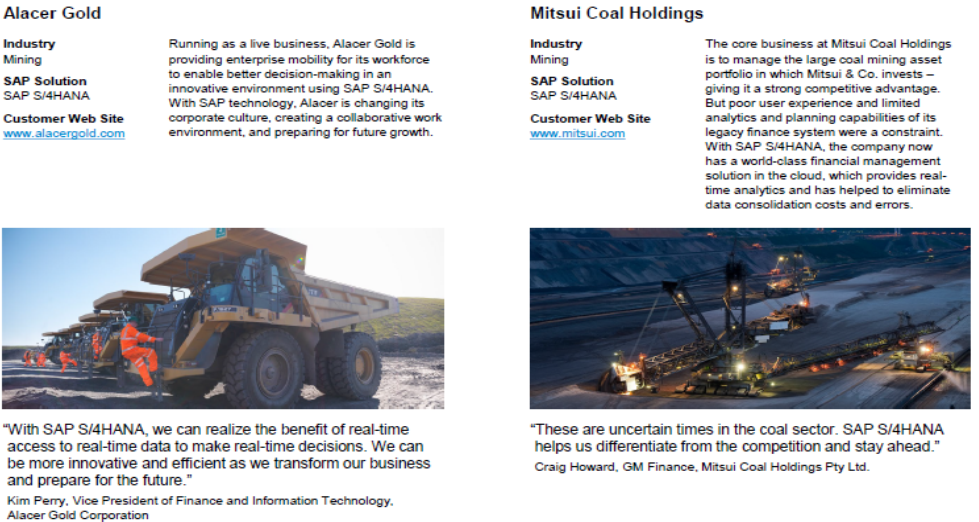 Alacer Gold
Industry
Mining
SAP Solution
SAP S/4HANA
Customer Web Site
www.alacergold.com
Running as a live business, Alacer Gold is
providing enterprise mobility for its workforce
to enable better decision-making in an
innovative environment using SAP S/4HANA.
With SAP technology, Alacer is changing its
corporate culture, creating a collaborative work
environment, and preparing for future growth.
“With SAP S/4HANA, we can realize the benefit of real-time
access to real-time data to make real-time decisions. We can
be more innovative and efficient as we transform our business
and prepare for the future.”
Kim Perry, Vice President of Finance and Information Technology,
Alacer Gold Corporation
Mitsui Coal Holdings
Industry
Mining
SAP Solution
SAP S/4HANA
Customer Web Site
www.mitsui.com
The core business at Mitsui Coal Holdings
is to manage the large coal mining asset
portfolio in which Mitsui & Co. invests –
giving it a strong competitive advantage.
But poor user experience and limited
analytics and planning capabilities of its
legacy finance system were a constraint.
With SAP S/4HANA, the company now
has a world-class financial management
solution in the cloud, which provides real-
time analytics and has helped to eliminate
data consolidation costs and errors.
“These are uncertain times in the coal sector. SAP S/4HANA
helps us differentiate from the competition and stay ahead.”
Craig Howard, GM Finance, Mitsui Coal Holdings Pty Ltd.